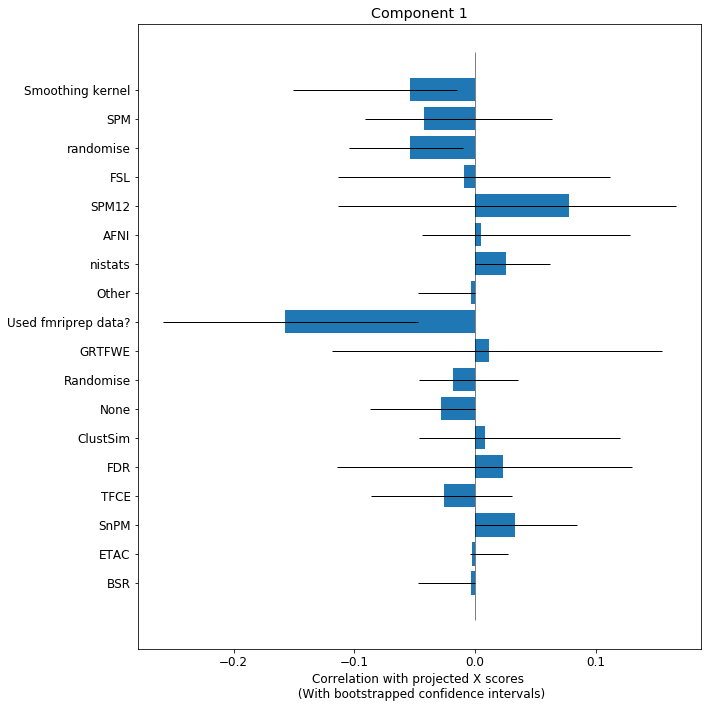 Component 1
Smoothing kernel
SPM
randomise
FSL
SPM12
AFNI
nistats
Other
Used fmriprep data?
GRTFWE
Randomise
None
ClustSim
FDR
TFCE
SnPM
ETAC
BSR
−0.2 −0.1 0.0 0.1
Correlation with projected X scores
(With bootstrapped confidence intervals)